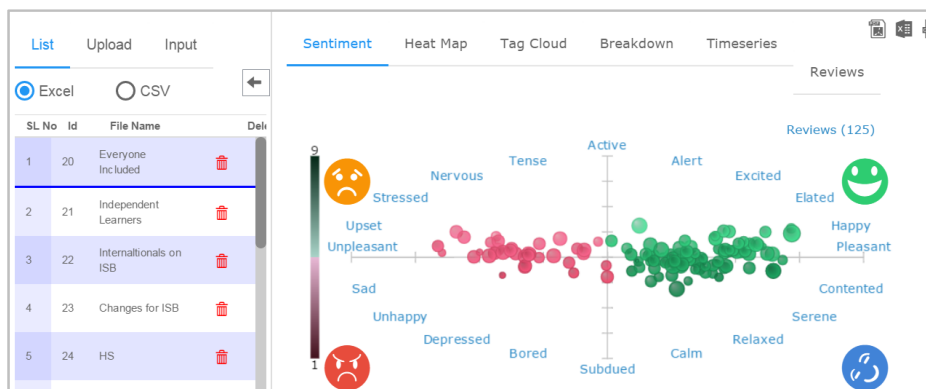 List Upload Input
Excel CSV
SL No Id File Name Dele
1 20 Everyone
Included
2 21 Independent
Learners
3 22 Internaltionals on
ISB
4 23 Changes for ISB
5 24 HS
Sentiment Heat Map Tag Cloud Breakdown Timeseries
Reviews
Reviews (125)
9
Active
Tense Alert
Nervous Excited
Stressed Elated
Upset Happy
Unpleasant Pleasant
Sad Contented
Unhappy Serene
Depressed Relaxed
Bored Calm
Subdued
1